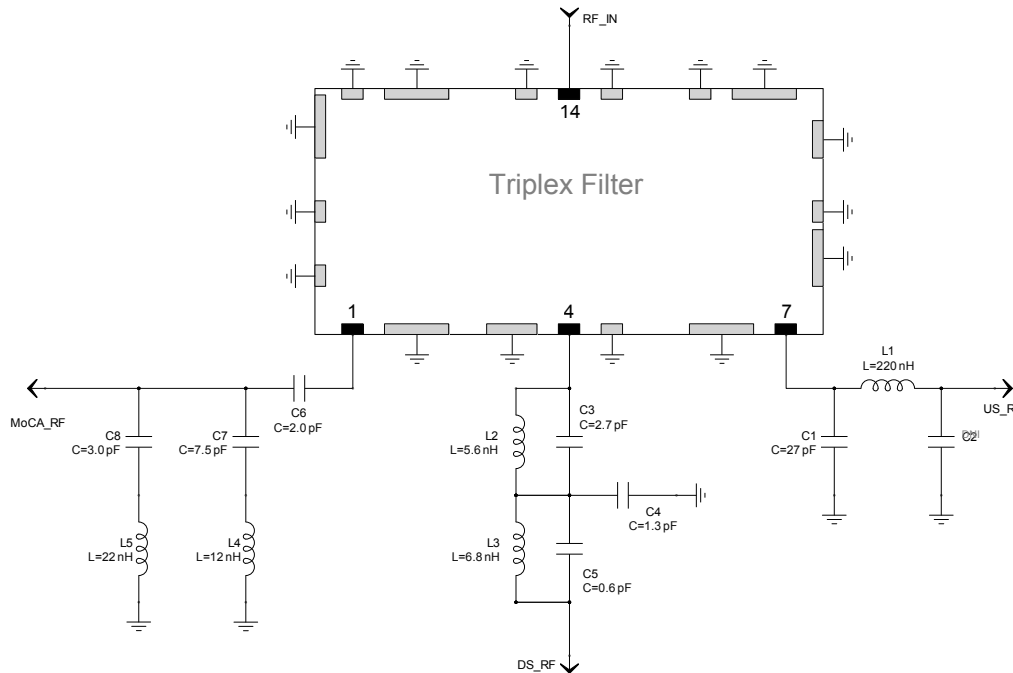 RF_IN
14
Triplex Filter
1
4
7
L1
L=220 nH
MoCA_RF
C6
C=2.0 pF
C8
C=3.0 pF
C7
C=7.5 pF
L2
L=5.6 nH
C3
C=2.7 pF
C1
C=27 pF
C2
US_R
C4
C=1.3 pF
L5
L=22 nH
L4
L=12 nH
L3
L=6.8 nH
C5
C=0.6 pF
DS_RF